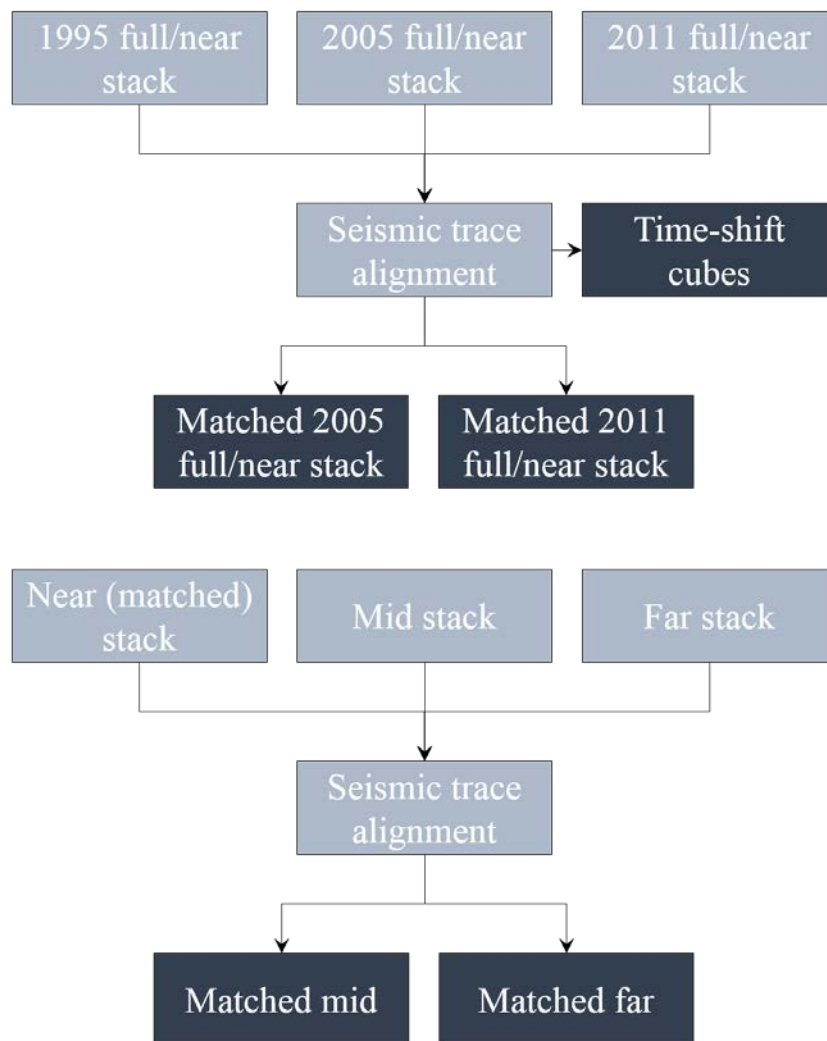 1995 full/near
stack
2005 full/near
stack
2011 full/near
stack
Seismic trace
alignment
Time-shift
cubes
Matched 2005
full/near stack
Matched 2011
full/near stack
Near (matched)
stack
Mid stack
Far stack
Seismic trace
alignment
Matched mid
Matched far